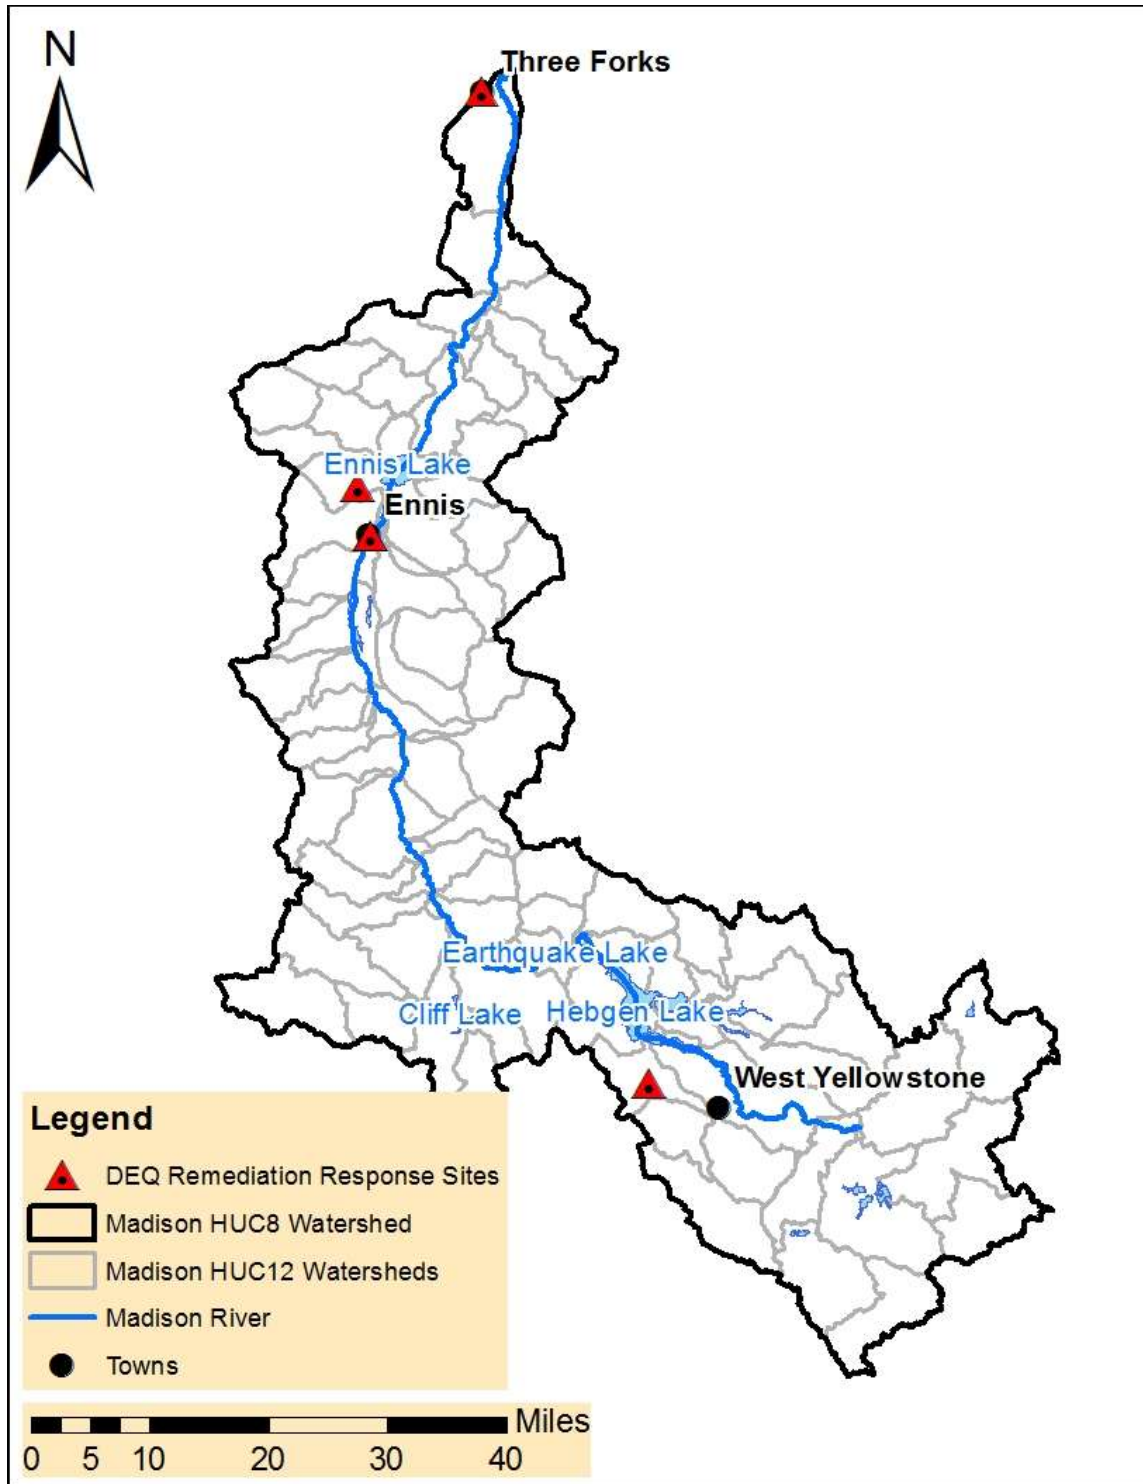 N
Three Forks
Ennis Lake
Ennis
Earthquake Lake
Cliff Lake
Hebgen Lake
West Yellowstone
Legend
DEQ Remediation Response Sites
Madison HUC8 Watershed
Madison HUC12 Watersheds
Madison River
Towns
Miles
0 5 10 20 30 40